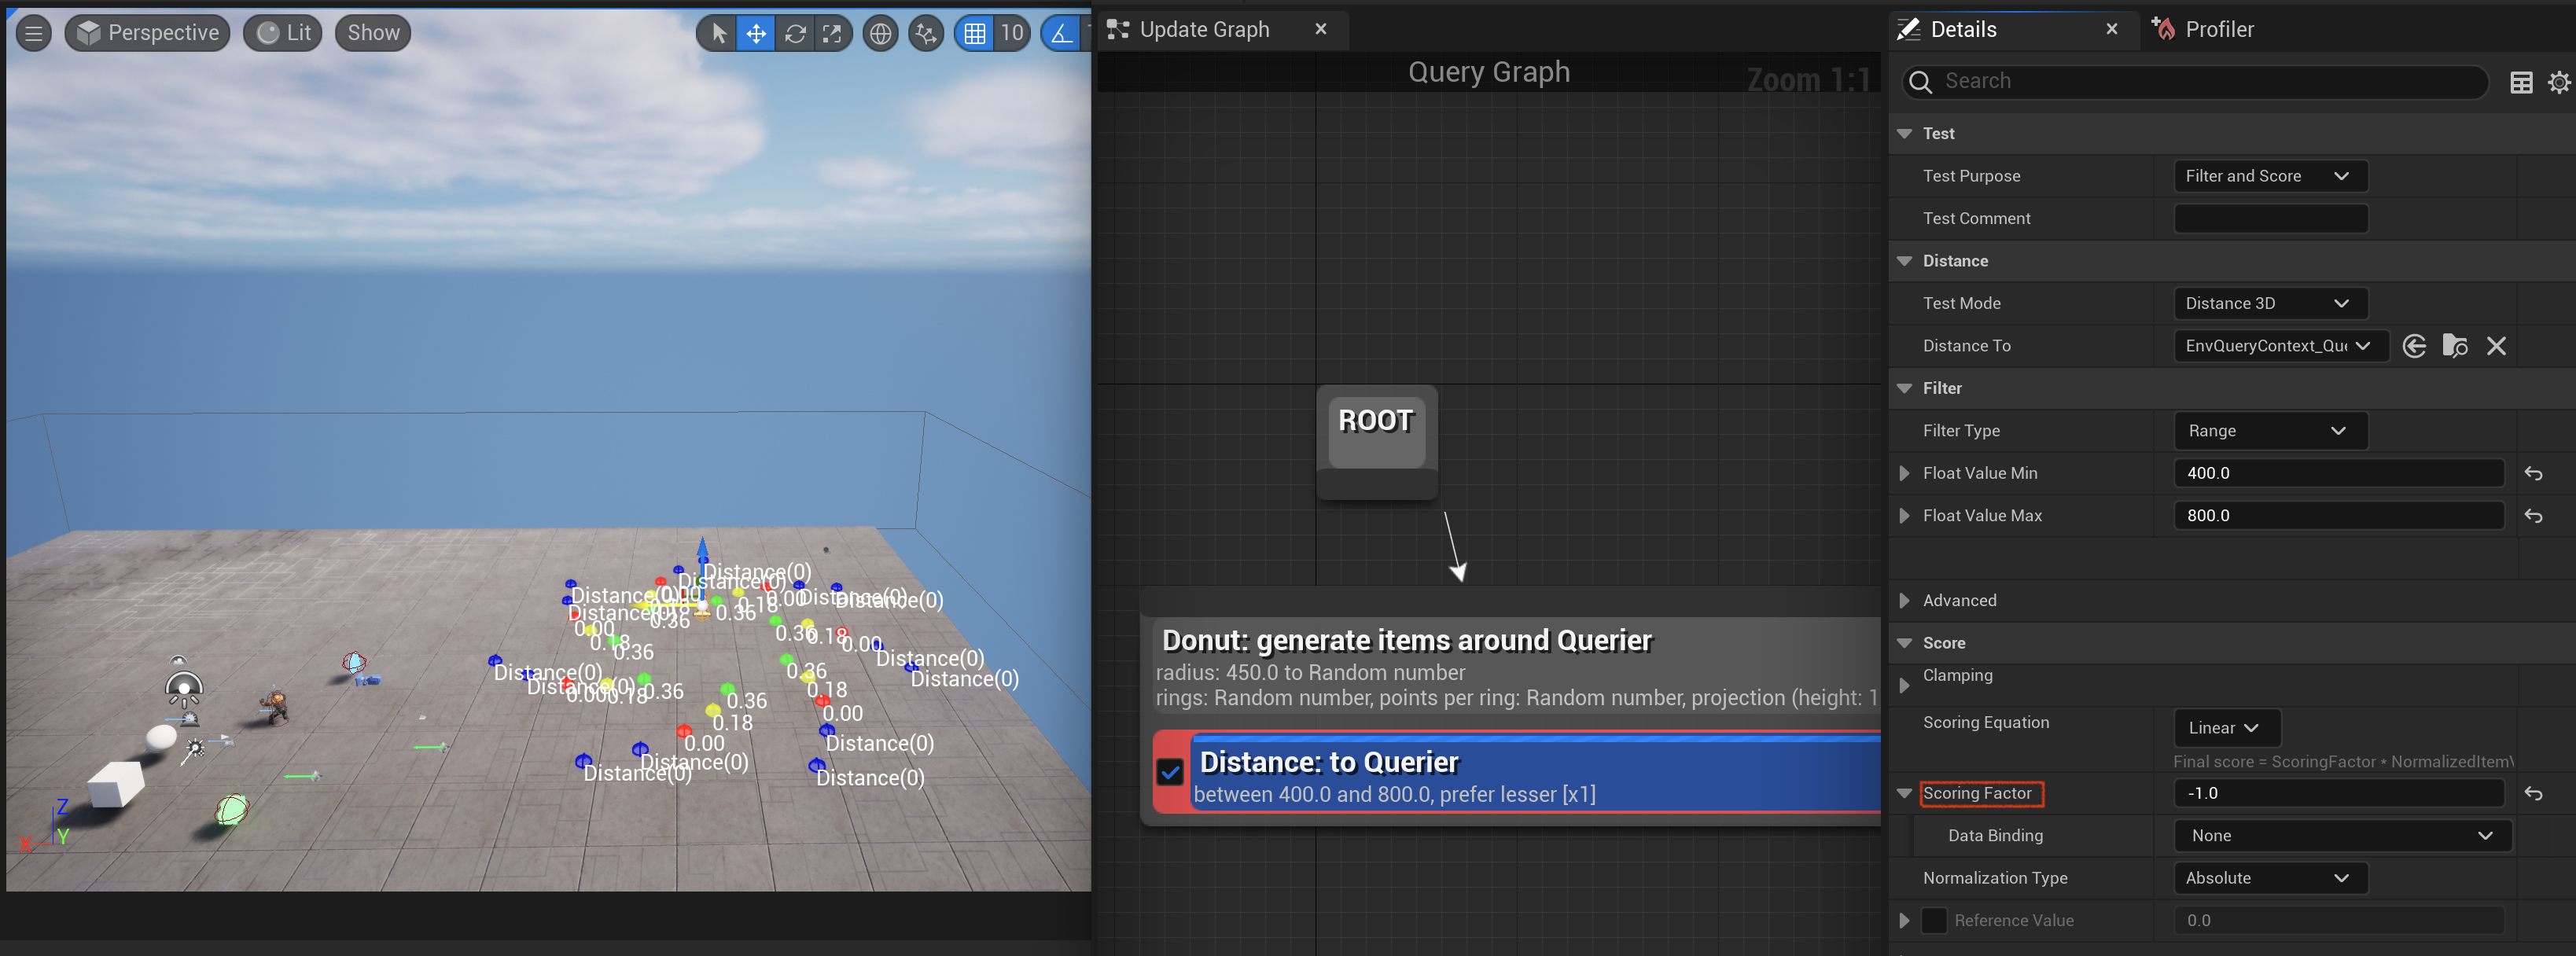 Perspective
Lit
Show
10
Update Graph
Query Graph
Zoom 1:1
ROOT
Donut: generate items around Querier
radius: 450.0 to Random number
rings: Random number, points per ring: Random number, projection (height: 1
Distance: to Querier
between 400.0 and 800.0, prefer lesser [x1]
Distance(0)
Distance(0)
Distance(0)
Distance(0)
Distance(0)
Distance(0)
0.00
0.18
0.36
0.36
0.36
0.18
0.00
0.00
0.18
0.36
Distance(0)
Distance(0)
Distance(0)
Distance(0)
0.36
0.18
0.00
0.36
0.18
0.00
0.36
0.18
0.00
Distance(0)
Distance(0)
Distance(0)
Distance(0)
Z
Y
X
Details
Profiler
Search
Test
Test Purpose Filter and Score
Test Comment
Distance
Test Mode Distance 3D
Distance To EnvQueryContext_Que
Filter
Filter Type Range
Float Value Min 400.0
Float Value Max 800.0
Advanced
Score
Clamping
Scoring Equation Linear
Final score = ScoringFactor * NormalizedItemV
Scoring Factor -1.0
Data Binding None
Normalization Type Absolute
Reference Value 0.0